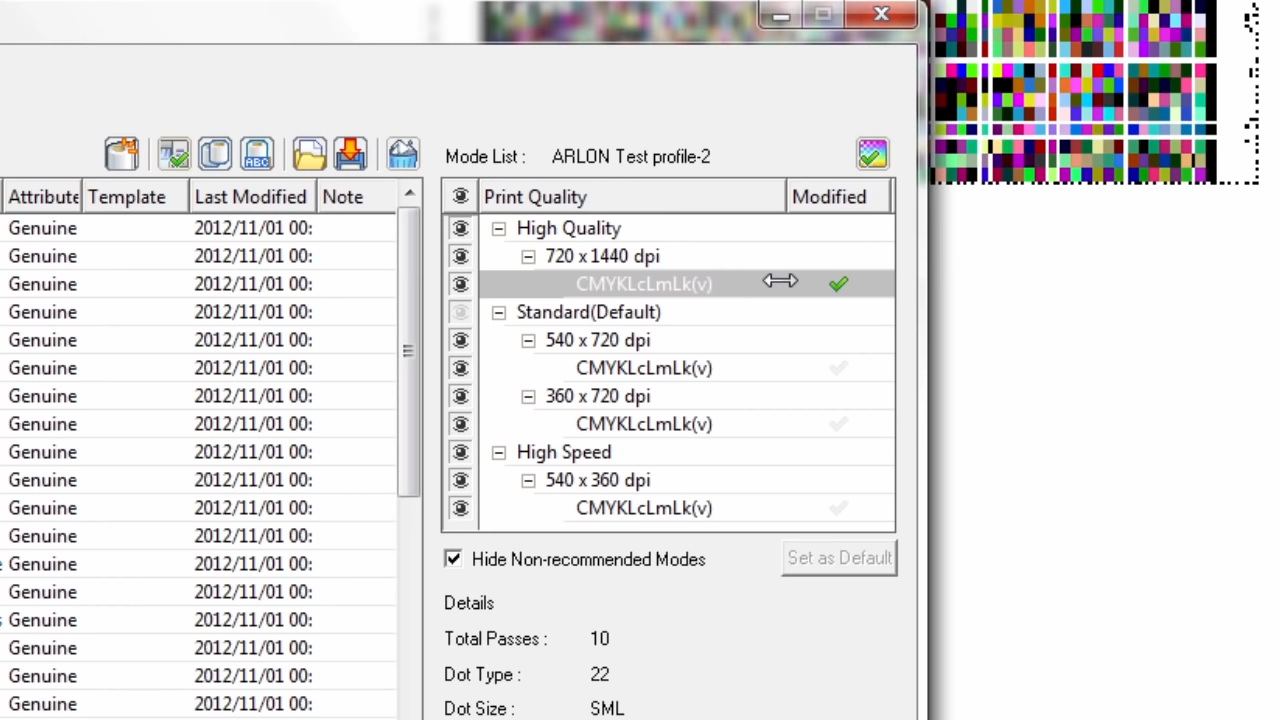 ABC
Mode List : ARLON Test profile-2
Attribute Template Last Modified Note
Print Quality Modified
Genuine 2012/11/01 00:
High Quality
Genuine 2012/11/01 00:
720 x 1440 dpi
Genuine 2012/11/01 00:
CMYKLcLmLk(v)
Genuine 2012/11/01 00:
Standard(Default)
Genuine 2012/11/01 00:
540 x 720 dpi
Genuine 2012/11/01 00:
CMYKLcLmLk(v)
Genuine 2012/11/01 00:
360 x 720 dpi
Genuine 2012/11/01 00:
CMYKLcLmLk(v)
Genuine 2012/11/01 00:
High Speed
Genuine 2012/11/01 00:
540 x 360 dpi
Genuine 2012/11/01 00:
CMYKLcLmLk(v)
Genuine 2012/11/01 00:
Genuine 2012/11/01 00:
Hide Non-recommended Modes
Set as Default
Genuine 2012/11/01 00:
Details
Genuine 2012/11/01 00:
Genuine 2012/11/01 00:
Total Passes : 10
Genuine 2012/11/01 00:
Dot Type : 22
Genuine 2012/11/01 00:
Dot Size : SML